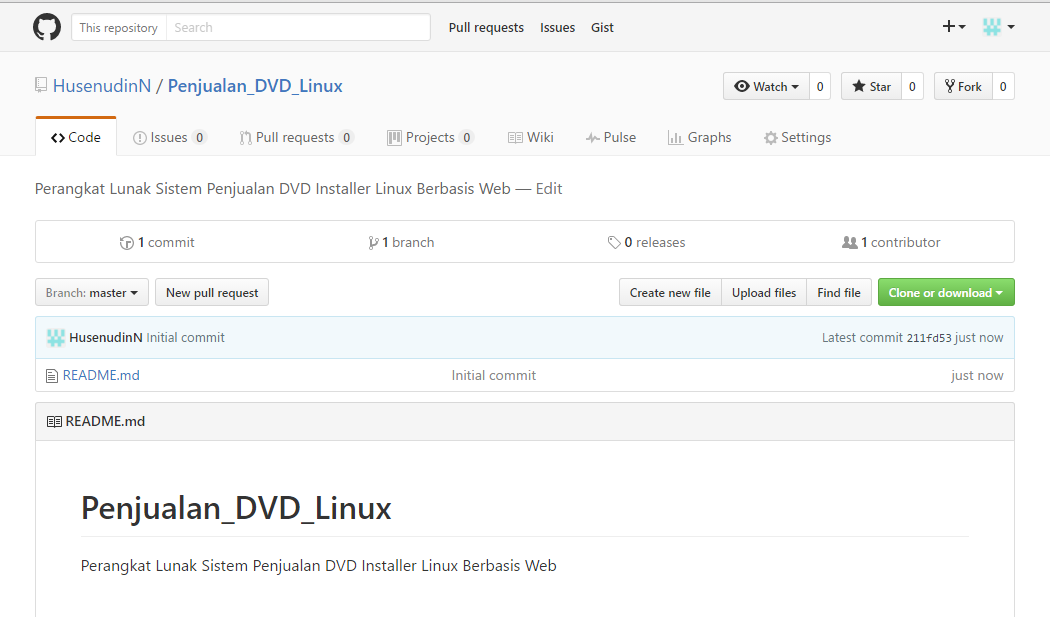 This repository Search Pull requests Issues Gist
HusenudinN / Penjualan_DVD_Linux Watch 0 Star 0 Fork 0
Code Issues 0 Pull requests 0 Projects 0 Wiki Pulse Graphs Settings
Perangkat Lunak Sistem Penjualan DVD Installer Linux Berbasis Web — Edit
1 commit 1 branch 0 releases 1 contributor
Branch: master New pull request Create new file Upload files Find file Clone or download
HusenudinN Initial commit Latest commit 211fd53 just now
README.md Initial commit just now
README.md
Penjualan_DVD_Linux
Perangkat Lunak Sistem Penjualan DVD Installer Linux Berbasis Web